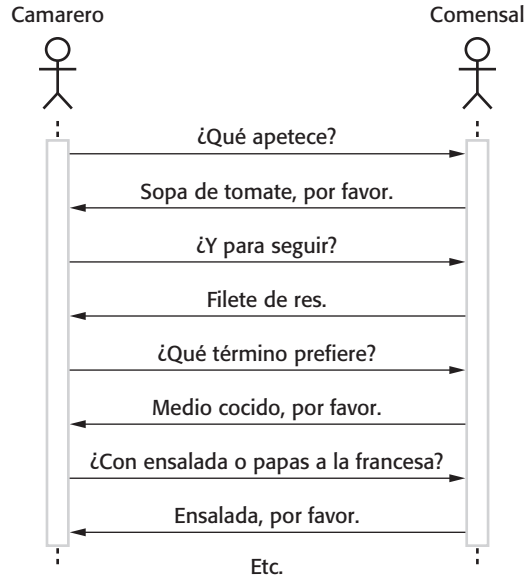 Camarero
Comensal
¿Qué apetece?
Sopa de tomate, por favor.
¿Y para seguir?
Filete de res.
¿Qué término prefiere?
Medio cocido, por favor.
¿Con ensalada o papas a la francesa?
Ensalada, por favor.
Etc.